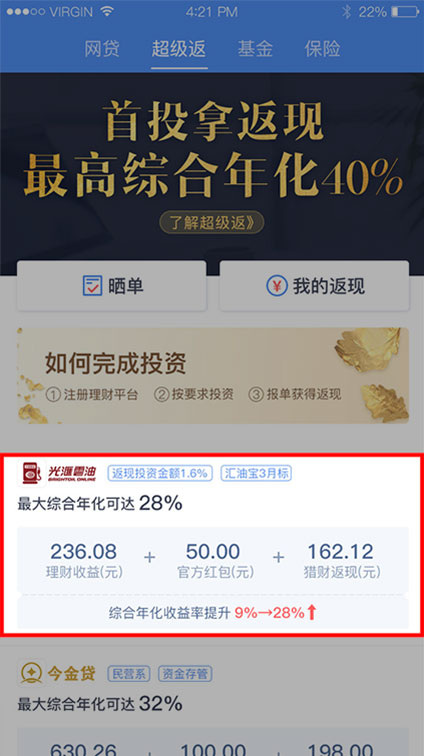 VIRGIN 4:21 PM 22%
网贷 超级返 基金 保险
首投拿返现
最高综合年化40%
了解超级返》
晒单 ¥ 我的返现
如何完成投资
①注册理财平台 ②按要求投资 ③报单获得返现
光滙雲油 返现投资金额1.6% 汇油宝3月标
BRIGHTOIL ONLINE
最大综合年化可达 28%
236.08 + 50.00 + 162.12
理财收益(元) 官方红包(元) 猎财返现(元)
综合年化收益率提升 9%→28%
今金贷 民营系 资金存管
最大综合年化可达 32%
630.26 100.00 198.00